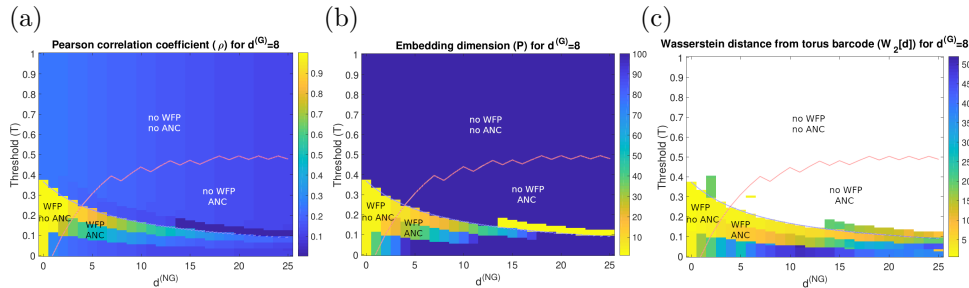 (a)
Pearson correlation coefficient (ρ) for d^(G)=8
Threshold (T)
1
0.9
0.8
0.7
0.6
0.5
0.4
0.3
0.2
0.1
0
no WFP
no ANC
no WFP
ANC
WFP
no ANC
WFP
ANC
0
5
10
15
20
25
d^(NG)
0.9
0.8
0.7
0.6
0.5
0.4
0.3
0.2
0.1
(b)
Embedding dimension (P) for d^(G)=8
Threshold (T)
1
0.9
0.8
0.7
0.6
0.5
0.4
0.3
0.2
0.1
0
no WFP
no ANC
no WFP
ANC
WFP
no ANC
WFP
ANC
0
5
10
15
20
25
d^(NG)
100
90
80
70
60
50
40
30
20
10
(c)
Wasserstein distance from torus barcode (W_2[d]) for d^(G)=8
Threshold (T)
1
0.9
0.8
0.7
0.6
0.5
0.4
0.3
0.2
0.1
0
no WFP
no ANC
no WFP
ANC
WFP
no ANC
WFP
ANC
0
5
10
15
20
25
d^(NG)
50
45
40
35
30
25
20
15
10
5